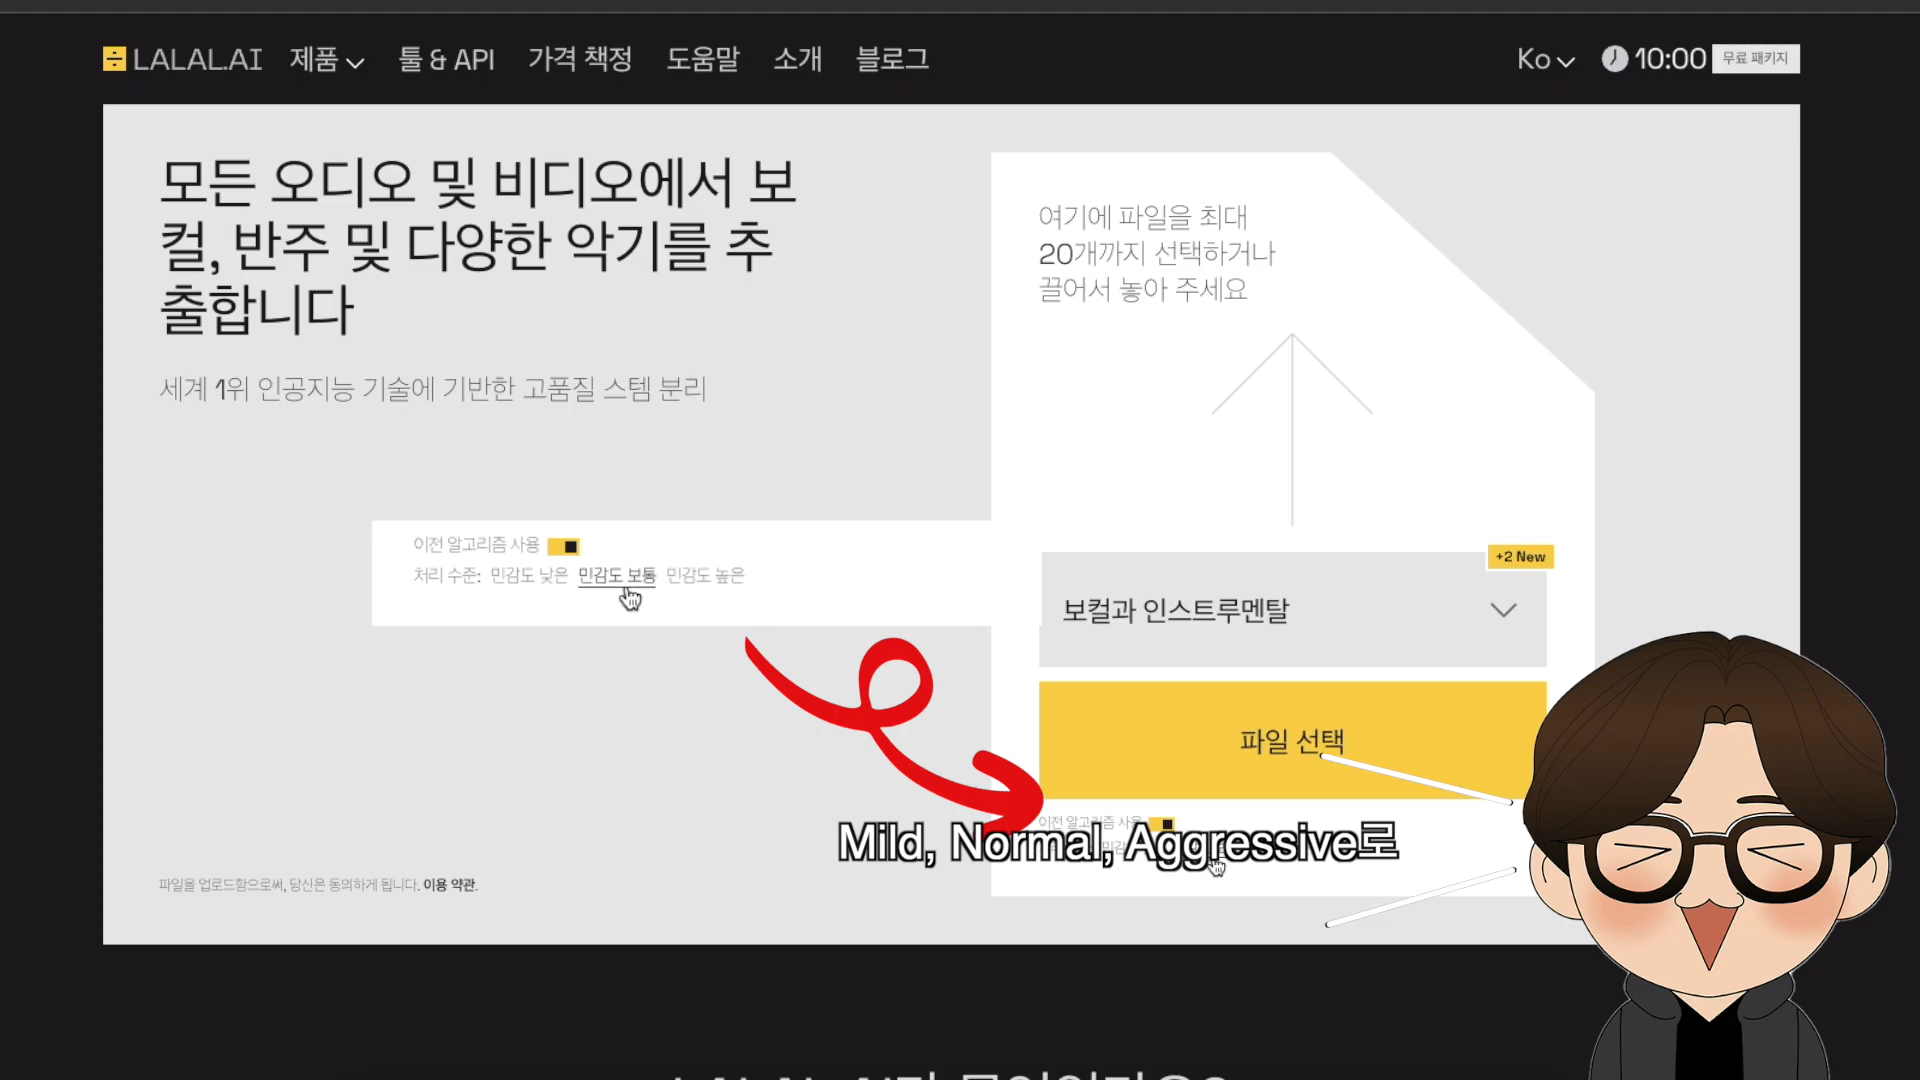 LALAL.AI 제품 툴 & API 가격 책정 도움말 소개 블로그 Ko 10:00 무료 패키지
모든 오디오 및 비디오에서 보
컬, 반주 및 다양한 악기를 추
출합니다
세계 1위 인공지능 기술에 기반한 고품질 스템 분리
여기에 파일을 최대
20개까지 선택하거나
끌어서 놓아 주세요
이전 알고리즘 사용
처리 수준: 민감도 낮은 민감도 보통 민감도 높은
+2 New
보컬과 인스트루멘탈
파일 선택
이전 알고리즘 사용
Mild, Normal, Aggressive로
파일을 업로드함으로써, 당신은 동의하게 됩니다. 이용 약관.